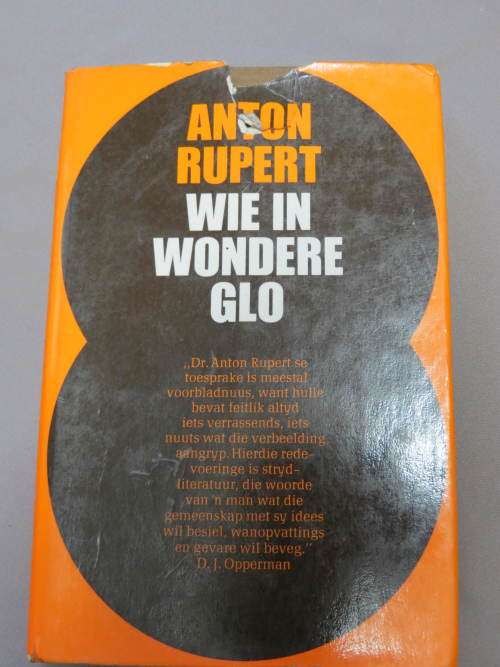 ANTON
RUPERT
WIE IN
WONDERE
GLO
„Dr. Anton Rupert se
toesprake is meestal
voorbladnuus, want hulle
bevat feitlik altyd
iets verrassends, iets
nuuts wat die verbeelding
aangryp. Hierdie rede-
voeringe is stryd-
literatuur, die woorde
van 'n man wat die
gemeenskap met sy idees
wil besiel, wanopvattings
en gevare wil beveg.”
D. J. Opperman